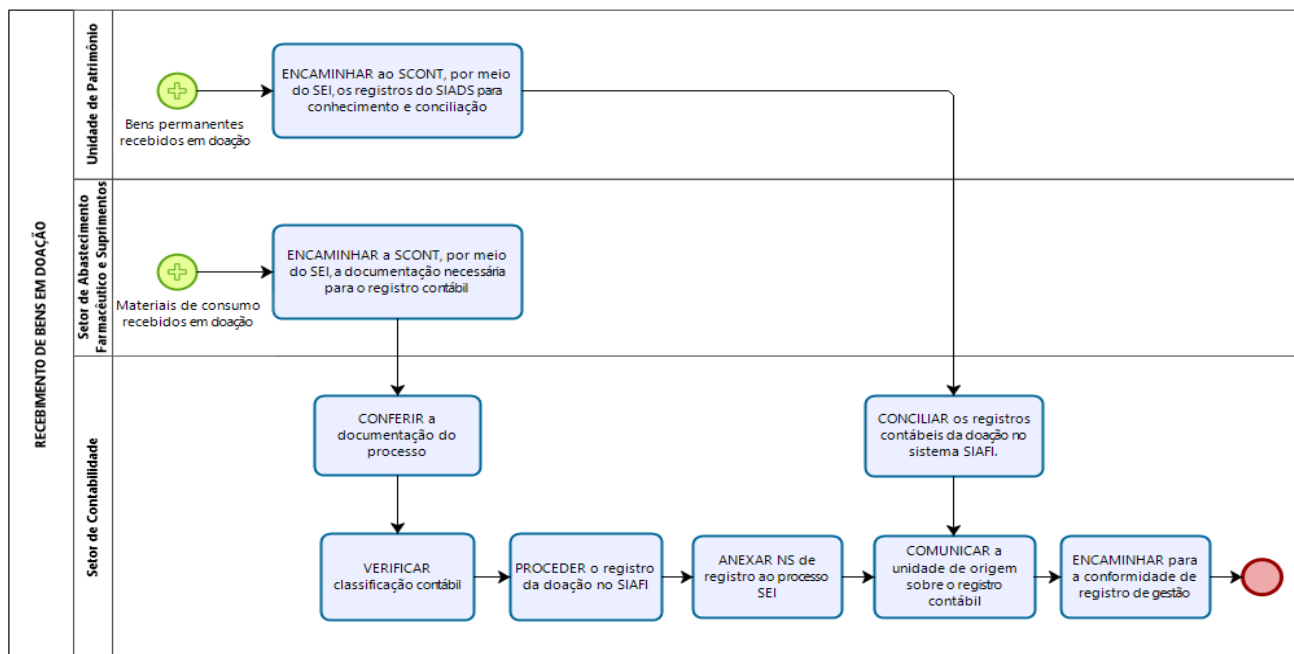 RECEBIMENTO DE BENS EM DOAÇÃO
Unidade de Patrimônio
Bens permanentes
recebidos em doação
ENCAMINHAR ao SCONT, por meio
do SEI, os registros do SIADS para
conhecimento e conciliação
Setor de Abastecimento
Farmacêutico e Suprimentos
Materiais de consumo
recebidos em doação
ENCAMINHAR a SCONT, por meio
do SEI, a documentação necessária
para o registro contábil
Setor de Contabilidade
CONFERIR a
documentação do
processo
CONCILIAR os registros
contábeis da doação no
sistema SIAFI.
VERIFICAR
classificação contábil
PROCEDER o registro
da doação no SIAFI
ANEXAR NS de
registro ao processo
SEI
COMUNICAR a
unidade de origem
sobre o registro
contábil
ENCAMINHAR para
a conformidade de
registro de gestão